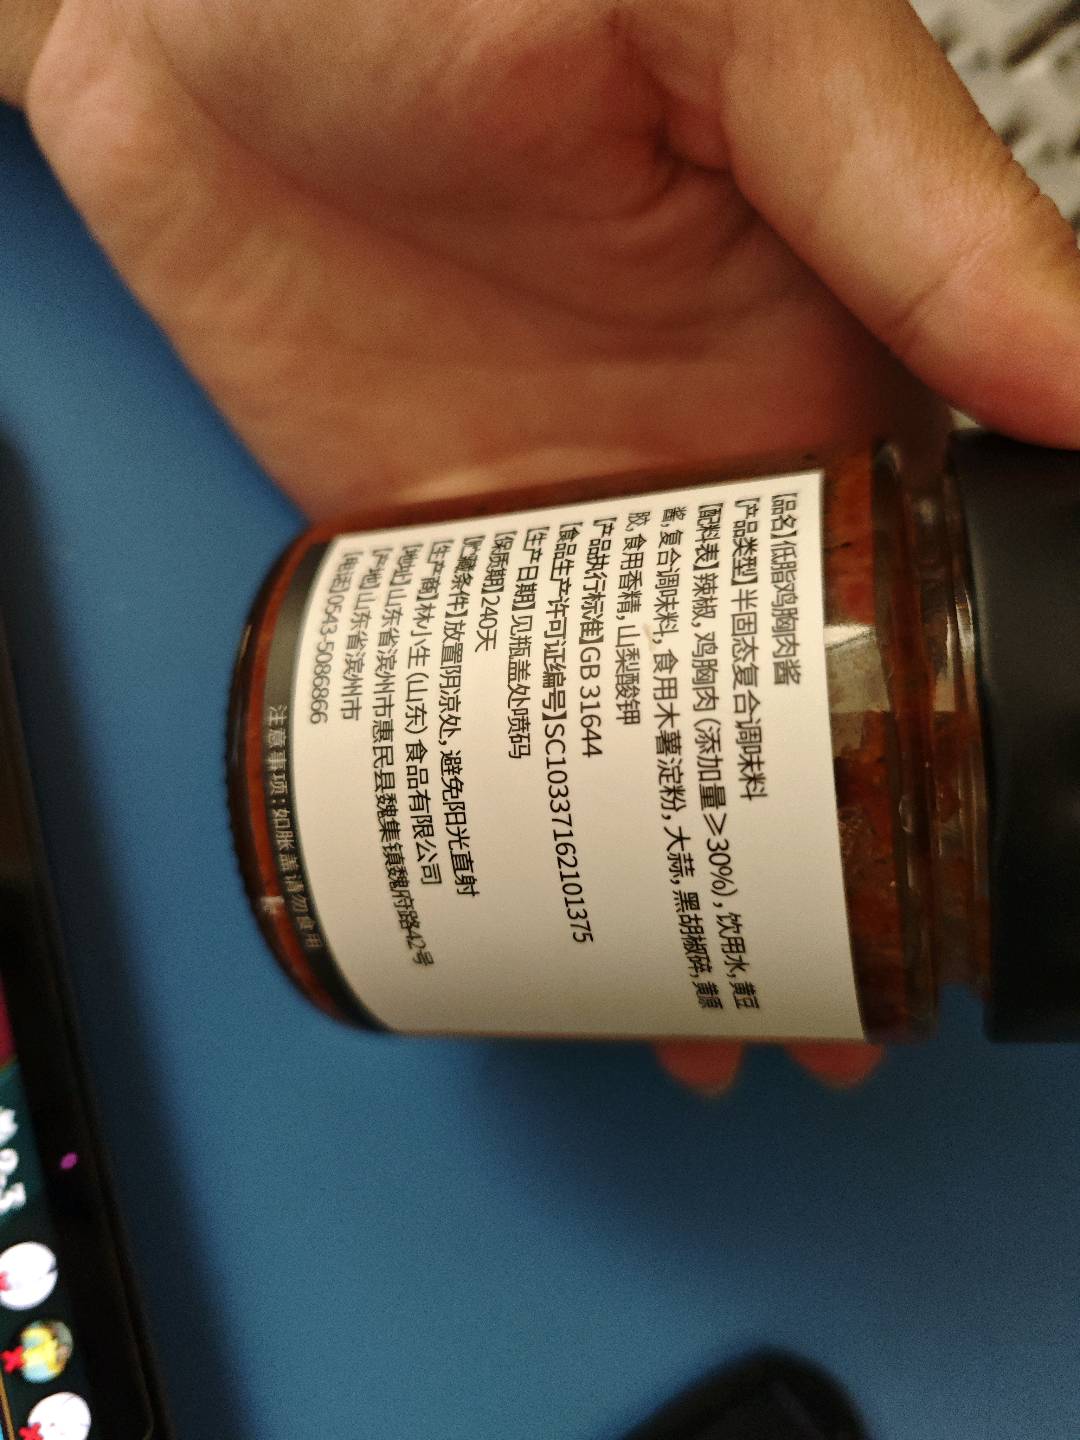 【品名】低脂鸡胸肉酱
【产品类型】半固态复合调味料
【配料表】辣椒, 鸡胸肉 (添加量≥30%), 饮用水, 黄豆
酱, 复合调味料, 食用木薯淀粉, 大蒜, 黑胡椒碎, 黄原
胶, 食用香精, 山梨酸钾
【产品执行标准】GB 31644
【食品生产许可证编号】SC10337162101375
【生产日期】见瓶盖处喷码
【保质期】240天
【贮藏条件】放置阴凉处, 避免阳光直射
【生产商】林小生 (山东) 食品有限公司
【地址】山东省滨州市惠民县魏集镇魏府路42号
【产地】山东省滨州市
【电话】0543-5086866
注意事项: 如胀盖请勿食用